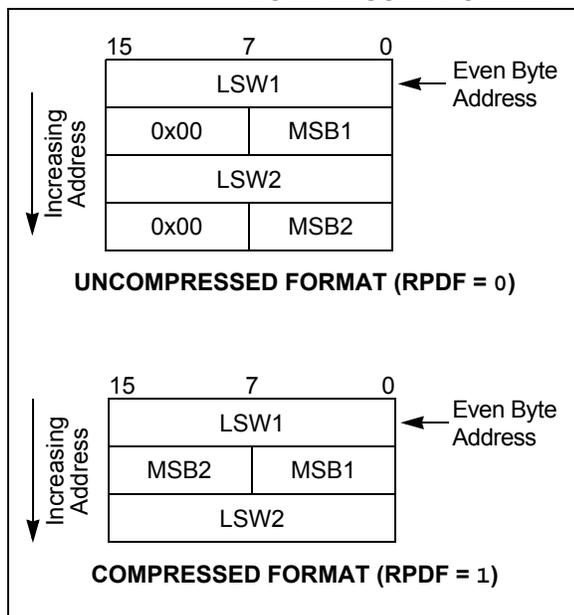 15 7 0
LSW1
Even Byte
Address
0x00 MSB1
LSW2
0x00 MSB2
Increasing
Address
UNCOMPRESSED FORMAT (RPDF = 0)
15 7 0
LSW1
Even Byte
Address
MSB2 MSB1
LSW2
Increasing
Address
COMPRESSED FORMAT (RPDF = 1)